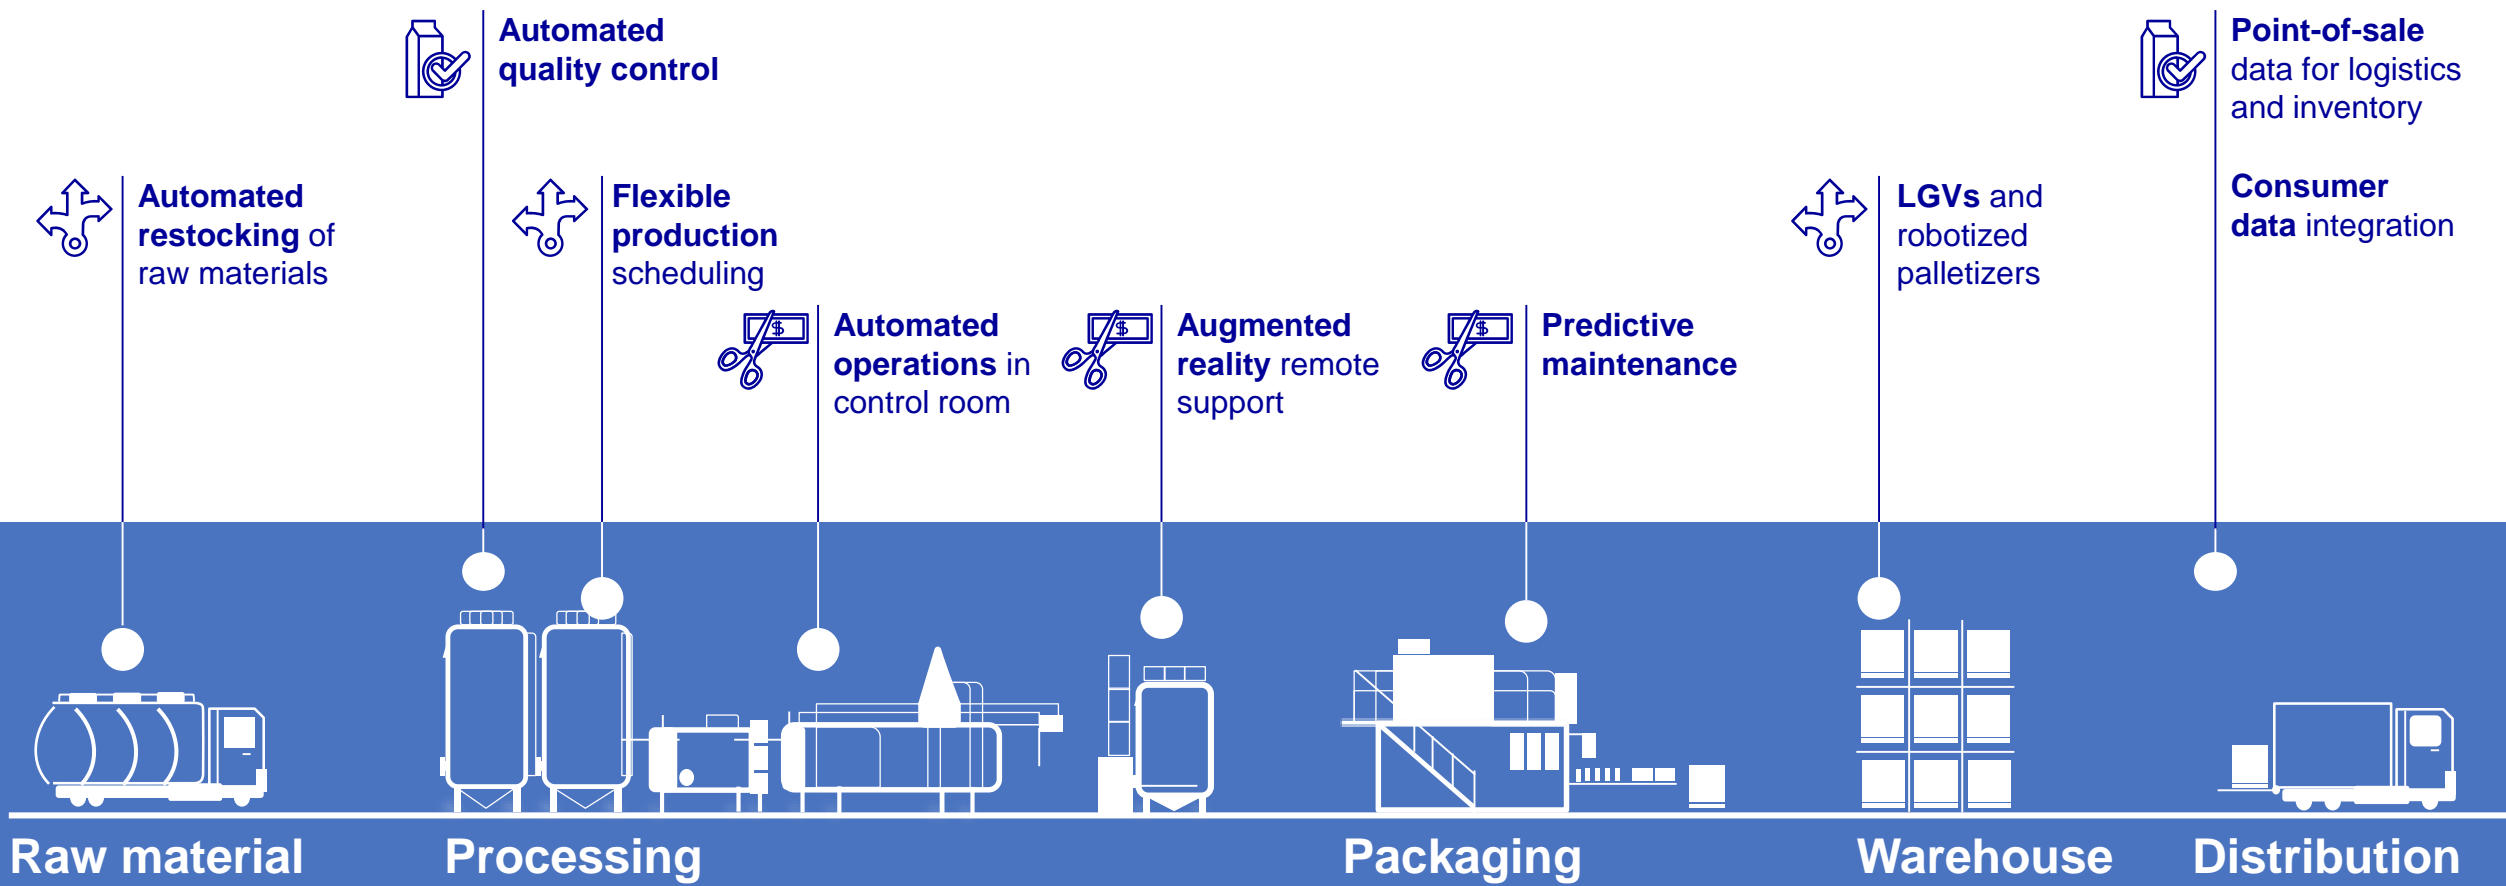 Automated
quality control
Point-of-sale
data for logistics
and inventory
Automated
restocking of
raw materials
Flexible
production
scheduling
LGVs and
robotized
palletizers
Consumer
data integration
$
Automated
operations in
control room
$
Augmented
reality remote
support
$
Predictive
maintenance
Raw material
Processing
Packaging
Warehouse
Distribution